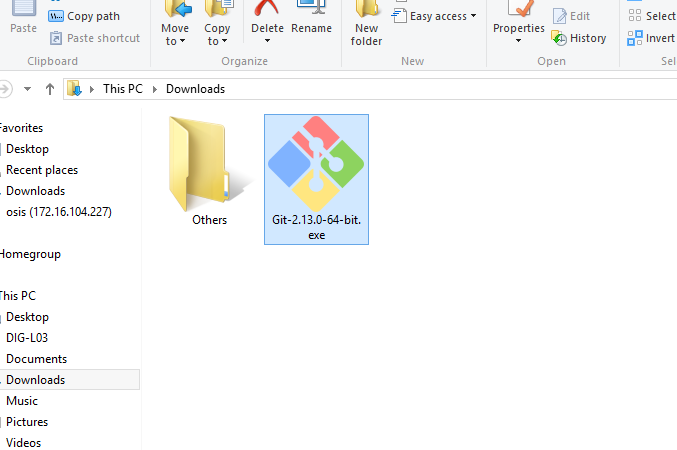 Paste
Copy path
Paste shortcut
Clipboard
Move to
Copy to
Delete
Rename
Organize
New folder
Easy access
New
Properties
Edit
History
Open
Select
Invert
This PC
Downloads
Favorites
Desktop
Recent places
Downloads
osis (172.16.104.227)
Homegroup
This PC
Desktop
DIG-L03
Documents
Downloads
Music
Pictures
Videos
Others
Git-2.13.0-64-bit.
exe